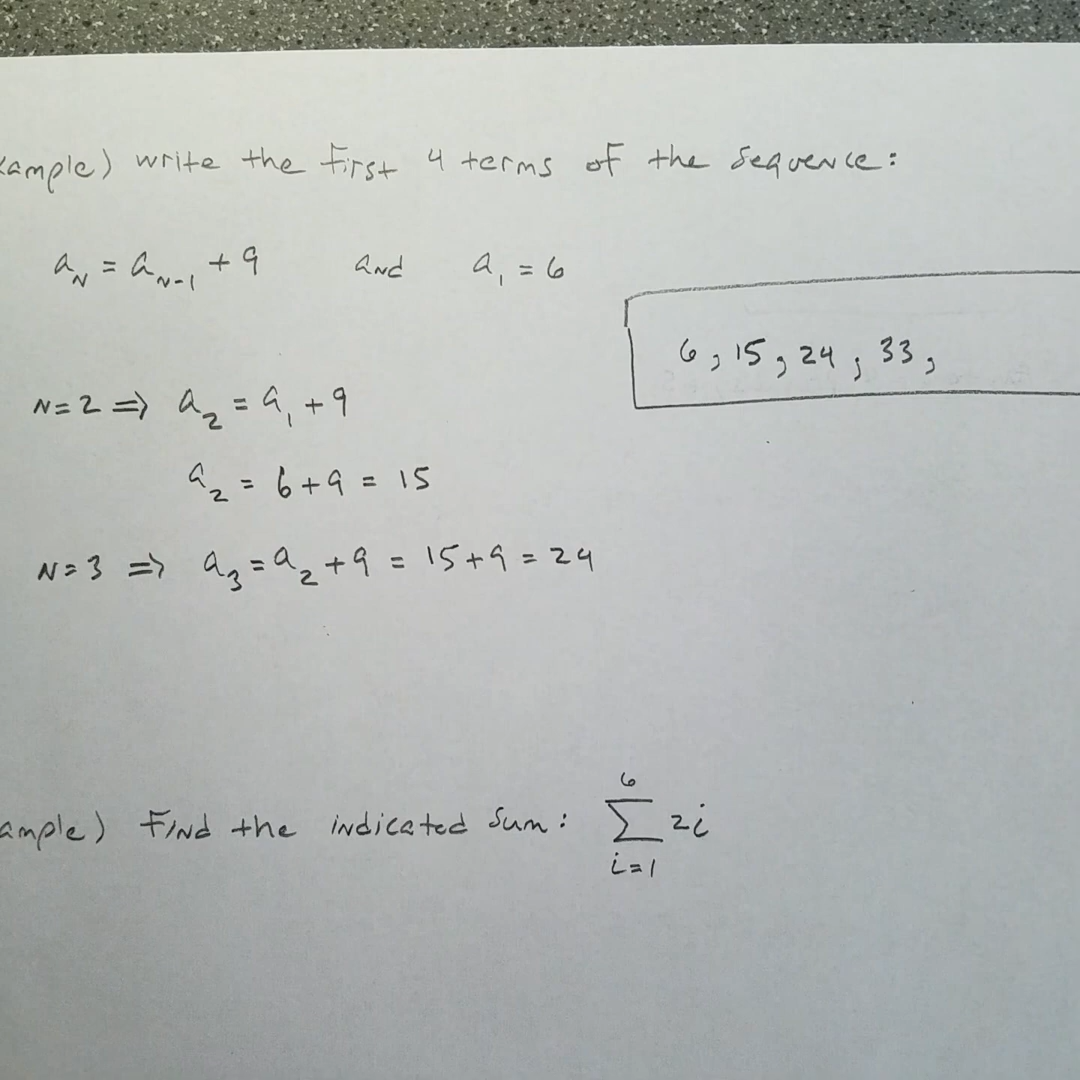 xample) write the first 4 terms of the sequence:
a_N = a_{N-1} + 9 and a_1 = 6
6, 15, 24, 33,
N=2 ⇒ a_2 = a_1 + 9
a_2 = 6+9 = 15
N=3 ⇒ a_3 = a_2 + 9 = 15+9 = 24
ample) Find the indicated sum: \sum_{i=1}^{6} 2i